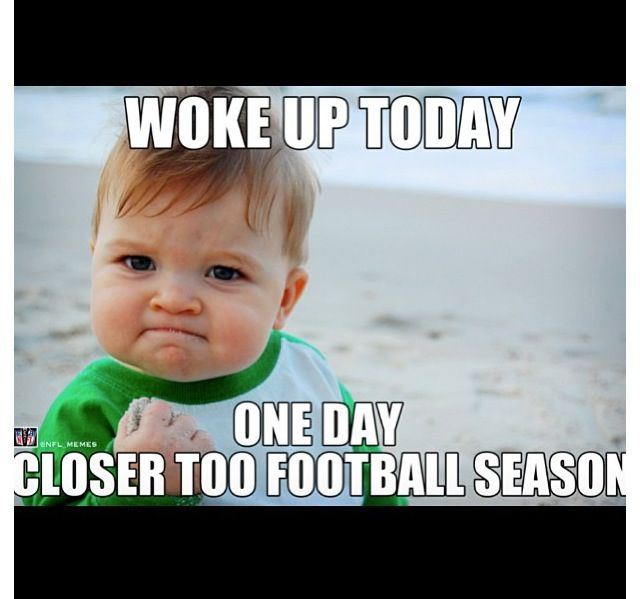 WOKE UP TODAY
ONE DAY
@NFL_MEMES
CLOSER TOO FOOTBALL SEASON